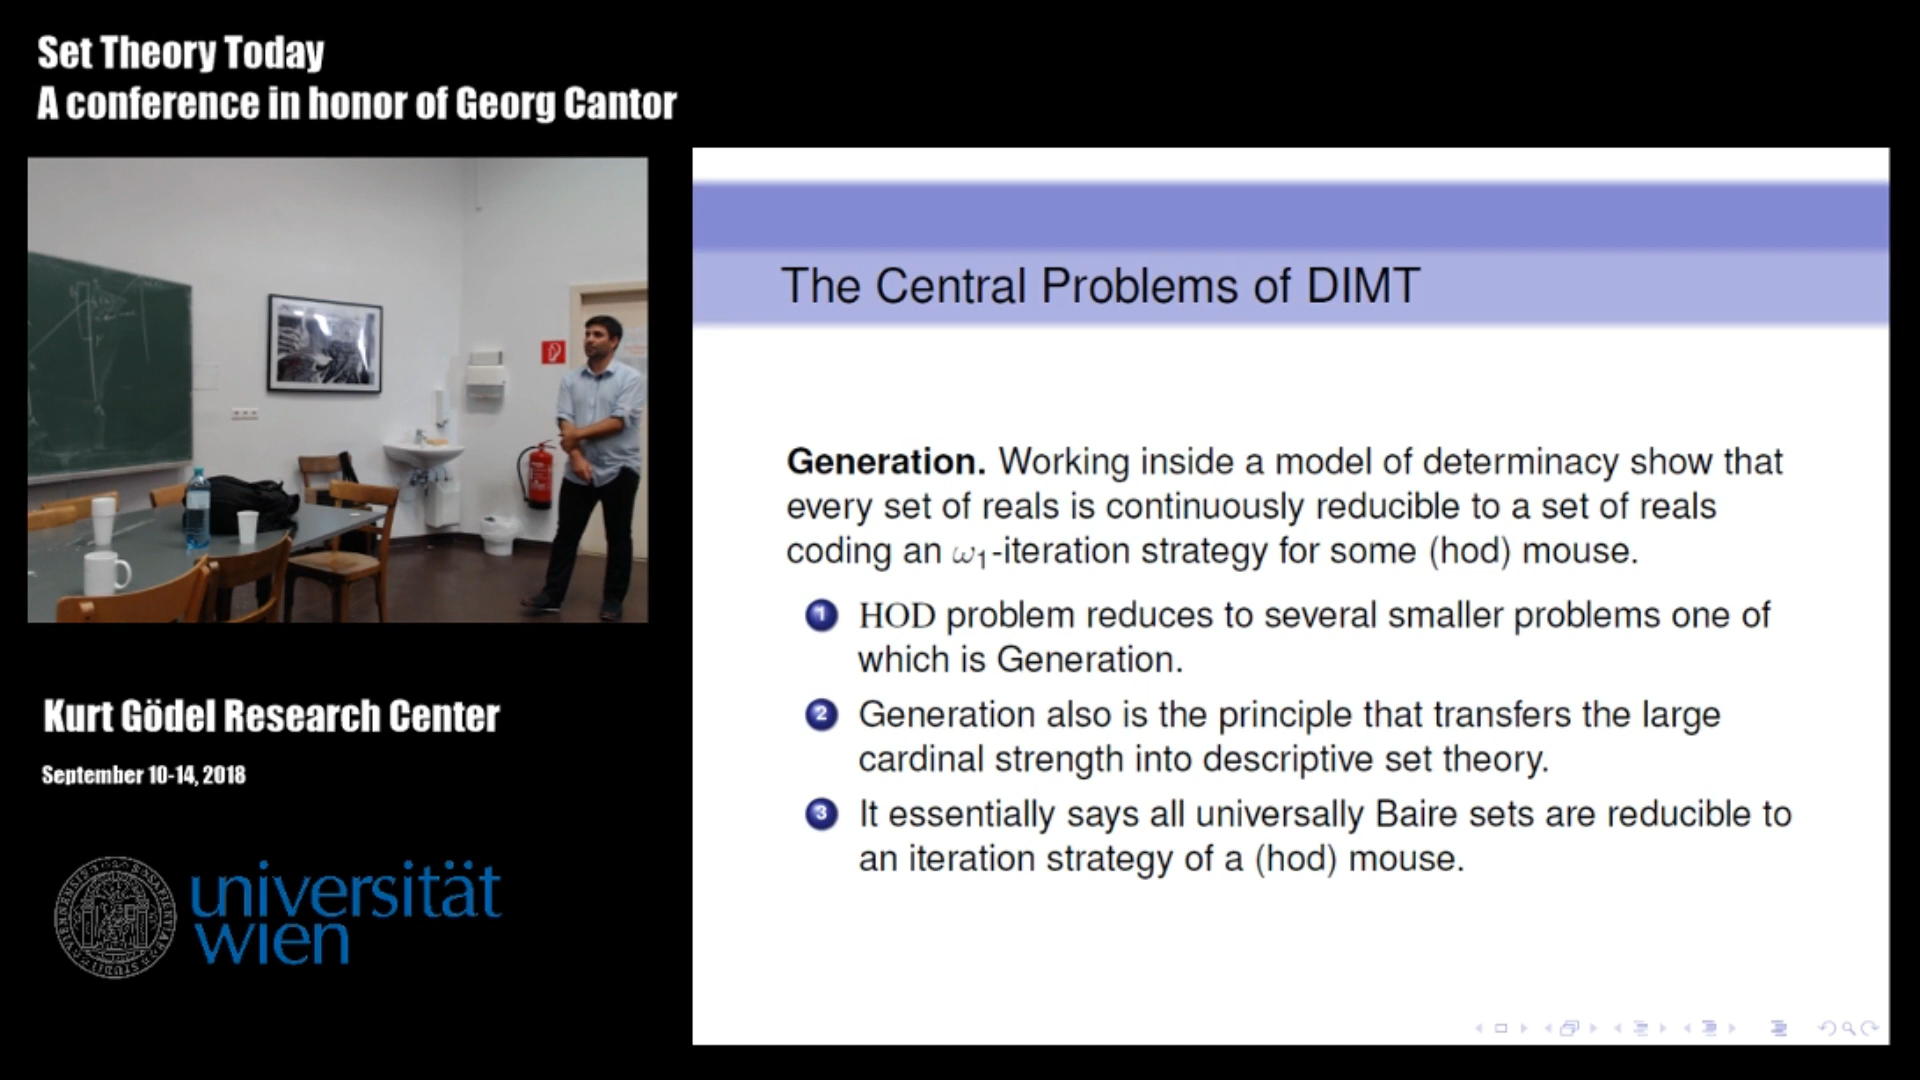 Set Theory Today
A conference in honor of Georg Cantor
The Central Problems of DIMT
Generation. Working inside a model of determinacy show that
every set of reals is continuously reducible to a set of reals
coding an ω₁-iteration strategy for some (hod) mouse.
1 HOD problem reduces to several smaller problems one of
which is Generation.
2 Generation also is the principle that transfers the large
cardinal strength into descriptive set theory.
3 It essentially says all universally Baire sets are reducible to
an iteration strategy of a (hod) mouse.
Kurt Gödel Research Center
September 10-14, 2018
universität
wien